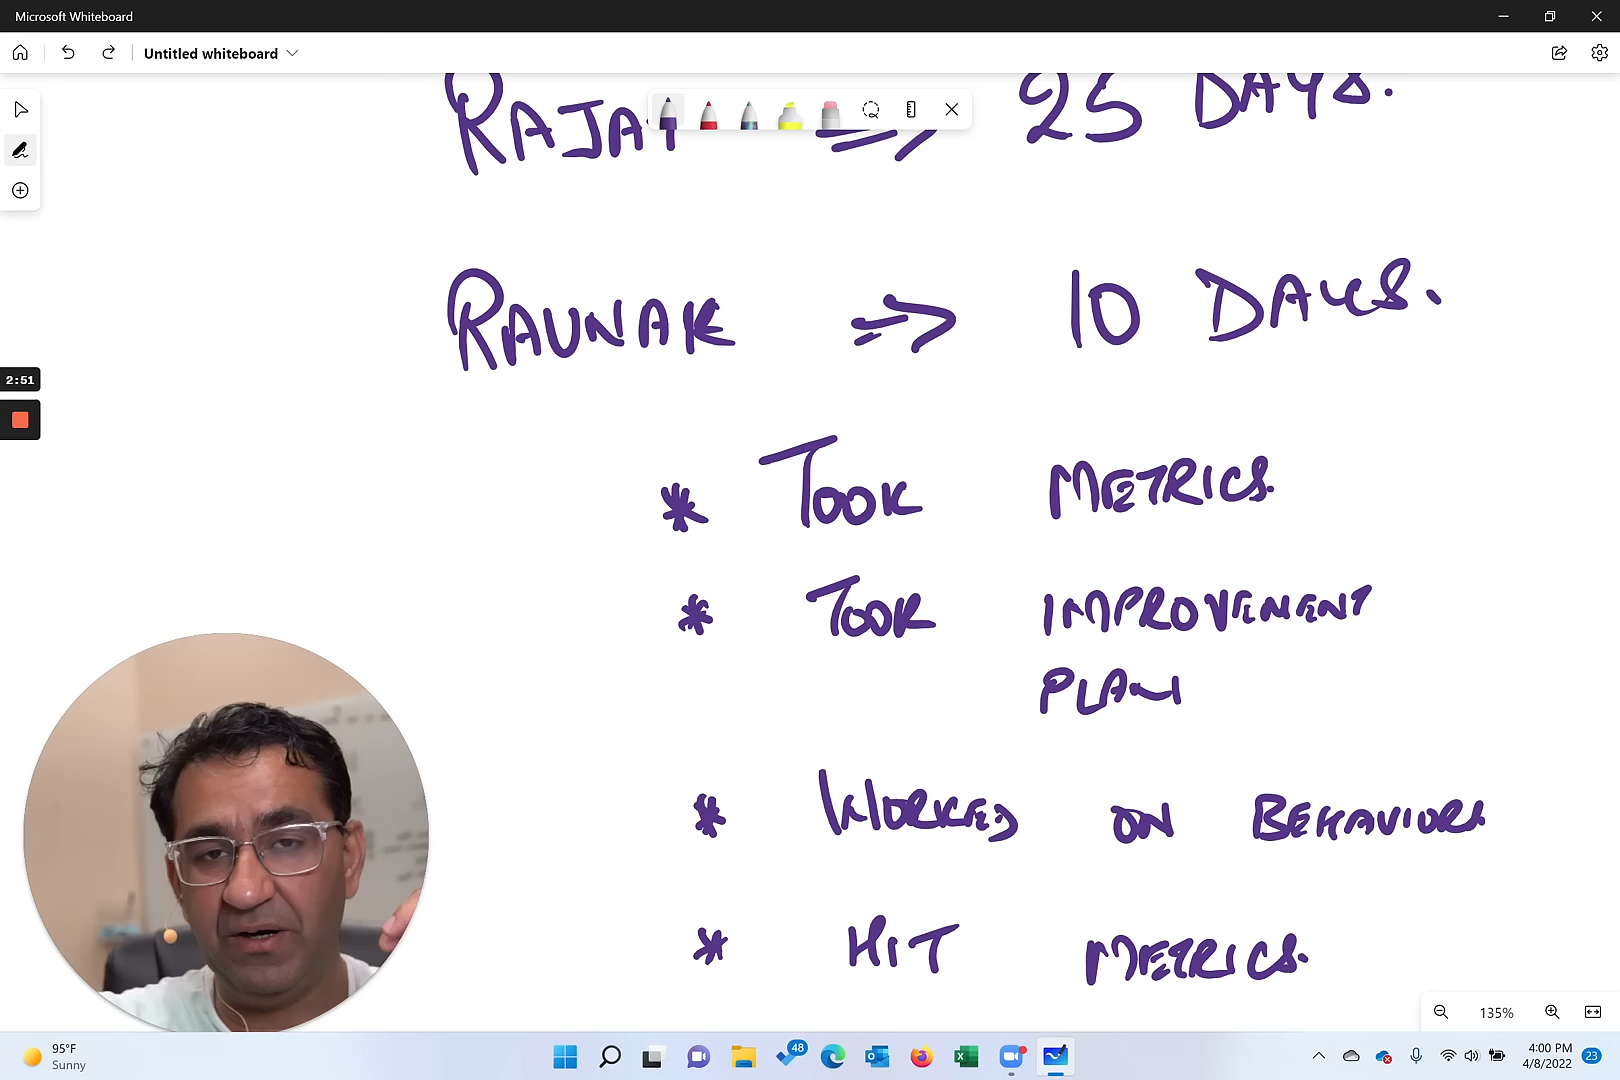 Microsoft Whiteboard
Untitled whiteboard
RAJAT => 25 DAYS.
RAUNAK => 10 DAYS.
2:51
* TOOK METRICS.
* TOOK IMPROVEMENT
PLAN
* WORKED ON BEHAVIORS
* HIT METRICS.
135%
95°F
Sunny
48
4:00 PM
4/8/2022
23